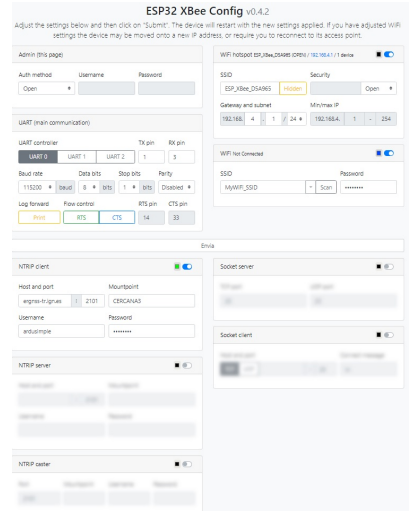 ESP32 XBee Config v0.4.2
Adjust the settings below and then click on "Submit". The device will restart with the new settings applied. If you have adjusted WiFi
settings the device may be moved onto a new IP address, or require you to reconnect to its access point.
Admin (this page)
Auth method Username Password
Open
UART (main communication)
UART controller TX pin RX pin
UART 0 UART 1 UART 2 1 3
Baud rate Data bits Stop bits Parity
115200 baud 8 bits 1 bits Disabled
Log forward Flow control RTS pin CTS pin
Print RTS CTS 14 33
WiFi hotspot ESP_XBee_D5A965 (OPEN) / 192.168.4.1 / 1 device
SSID Security
ESP_XBee_D5A965 Hidden Open
Gateway and subnet Min/max IP
192.168. 4 . 1 / 24 192.168.4. 1 - 254
WiFi Not Connected
SSID Password
MyWIFI_SSID Scan ••••••••
Envia
NTRIP client
Host and port Mountpoint
ergnss-tr.ign.es : 2101 CERCANAS
Username Password
ardusimple ••••••••
NTRIP server
NTRIP caster
Socket server
Socket client